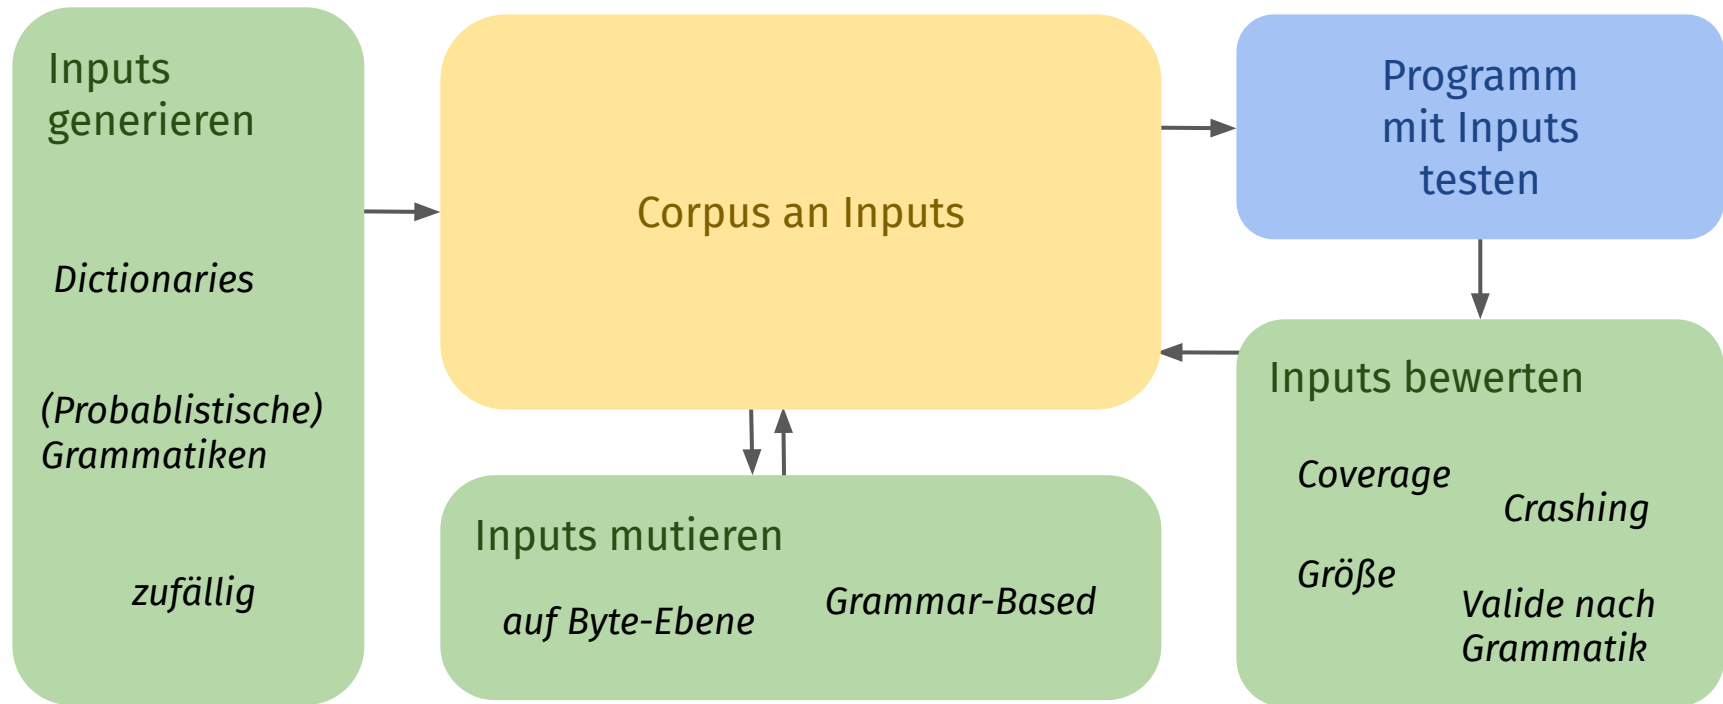 Inputs
generieren
Dictionaries
(Probablistische)
Grammatiken
zufällig
Corpus an Inputs
Inputs mutieren
auf Byte-Ebene
Grammar-Based
Programm
mit Inputs
testen
Inputs bewerten
Coverage
Crashing
Größe
Valide nach
Grammatik